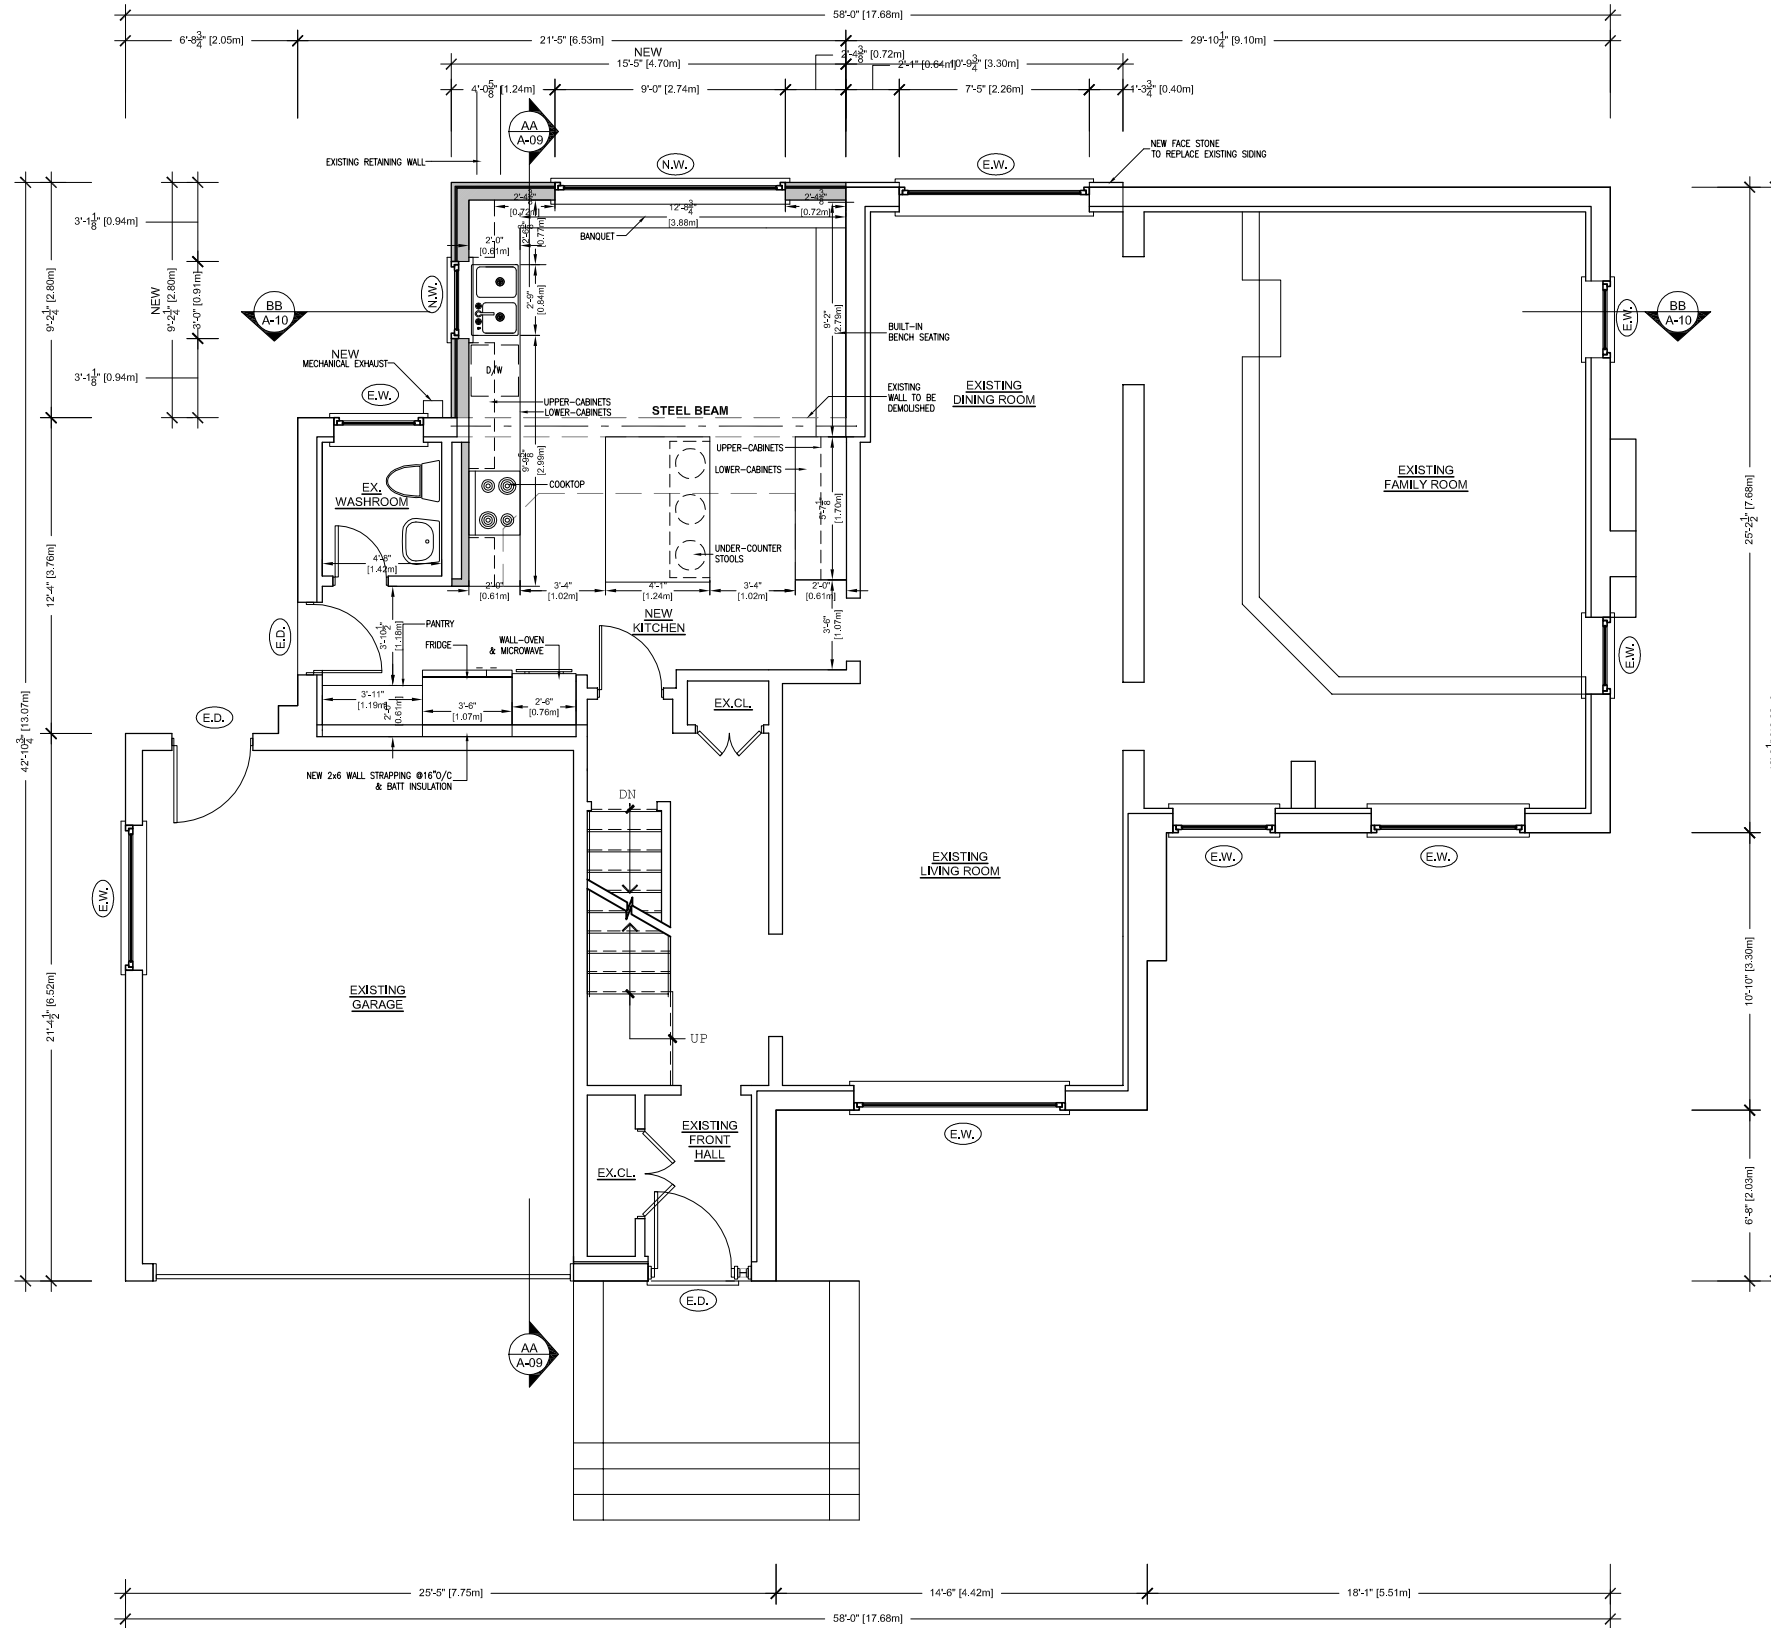 58'-0" [17.68m]
6'-8 3/4" [2.05m]
21'-5" [6.53m]
29'-10 1/4" [9.10m]
NEW
15'-5" [4.70m]
2'-4 3/8" [0.72m]
2'-1" [0.64m]
10'-9 3/4" [3.30m]
4'-0 5/8" [1.24m]
9'-0" [2.74m]
7'-5" [2.26m]
1'-3 3/4" [0.40m]
AA
A-09
EXISTING RETAINING WALL
N.W.
E.W.
NEW FACE STONE
TO REPLACE EXISTING SIDING
3'-1 1/8" [0.94m]
9'-2 1/4" [2.80m]
NEW
9'-2 1/4" [2.80m]
3'-0" [0.91m]
3'-1 1/8" [0.94m]
[0.72m]
[3.88m]
[0.72m]
BANQUET
2'-0"
[0.61m]
[0.77m]
2'-9"
[0.84m]
9'-2"
[2.79m]
N.W.
BB
A-10
BB
A-10
E.W.
BUILT-IN
BENCH SEATING
NEW
MECHANICAL EXHAUST
D/W
E.W.
UPPER-CABINETS
LOWER-CABINETS
STEEL BEAM
EXISTING
WALL TO BE
DEMOLISHED
EXISTING
DINING ROOM
UPPER-CABINETS
LOWER-CABINETS
[2.99m]
COOKTOP
EX.
WASHROOM
5'-7 1/8"
[1.70m]
EXISTING
FAMILY ROOM
25'-2 1/2" [7.68m]
UNDER-COUNTER
STOOLS
4'-8"
[1.42m]
12'-4" [3.76m]
2'-0"
[0.61m]
3'-4"
[1.02m]
4'-1"
[1.24m]
3'-4"
[1.02m]
2'-0"
[0.61m]
3'-6"
[1.07m]
NEW
KITCHEN
E.D.
3'-10 1/2"
[1.18m]
PANTRY
FRIDGE
WALL-OVEN
& MICROWAVE
E.W.
3'-11"
[1.19m]
[0.61m]
3'-6"
[1.07m]
2'-6"
[0.76m]
EX.CL.
E.D.
42'-10 3/4" [13.07m]
NEW 2x6 WALL STRAPPING @16"O/C
& BATT INSULATION
DN
E.W.
EXISTING
LIVING ROOM
E.W.
E.W.
EXISTING
GARAGE
21'-4 1/2" [6.52m]
10'-10" [3.30m]
UP
EXISTING
FRONT
HALL
E.W.
EX.CL.
6'-8" [2.03m]
E.D.
AA
A-09
25'-5" [7.75m]
14'-6" [4.42m]
18'-1" [5.51m]
58'-0" [17.68m]